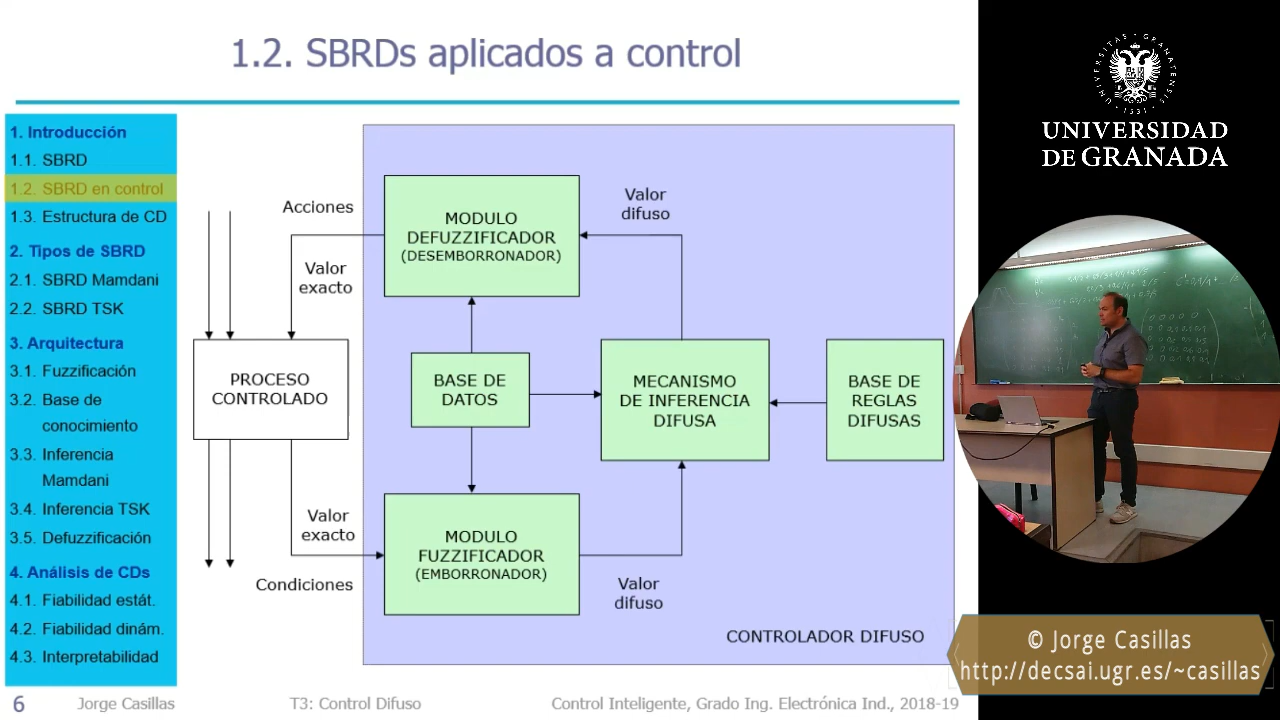 1.2. SBRDs aplicados a control
1. Introducción
1.1. SBRD
1.2. SBRD en control
1.3. Estructura de CD
2. Tipos de SBRD
2.1. SBRD Mamdani
2.2. SBRD TSK
3. Arquitectura
3.1. Fuzzificación
3.2. Base de
conocimiento
3.3. Inferencia
Mamdani
3.4. Inferencia TSK
3.5. Defuzzificación
4. Análisis de CDs
4.1. Fiabilidad estát.
4.2. Fiabilidad dinám.
4.3. Interpretabilidad
Acciones
Valor
exacto
PROCESO
CONTROLADO
Valor
exacto
Condiciones
MODULO
DEFUZZIFICADOR
(DESEMBORRONADOR)
Valor
difuso
BASE DE
DATOS
MECANISMO
DE INFERENCIA
DIFUSA
BASE DE
REGLAS
DIFUSAS
MODULO
FUZZIFICADOR
(EMBORRONADOR)
Valor
difuso
CONTROLADOR DIFUSO
6
Jorge Casillas
T3: Control Difuso
Control Inteligente, Grado Ing. Electrónica Ind., 2018-19
UNIVERSITAS GRANATENSIS
1531
UNIVERSIDAD
DE GRANADA
© Jorge Casillas
http://decsai.ugr.es/~casillas